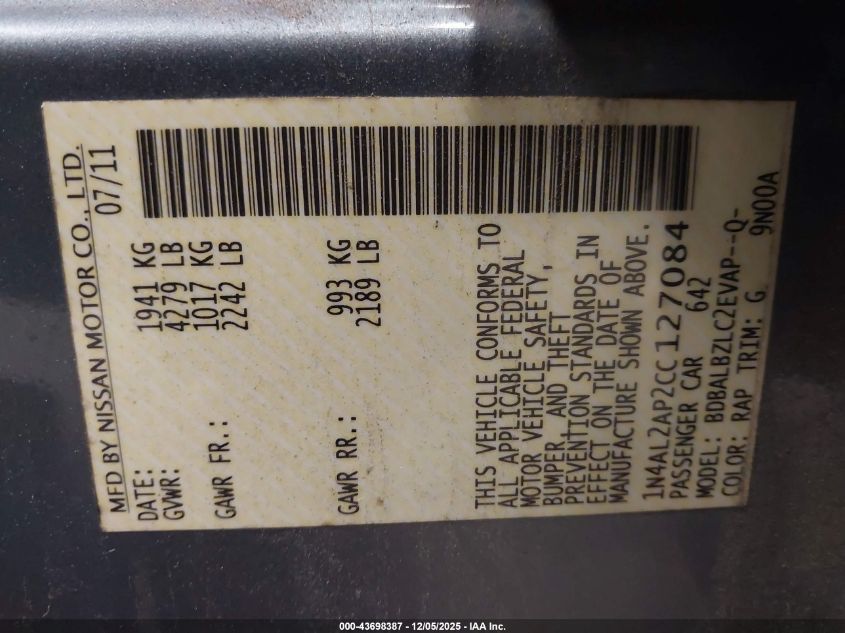 MFD BY NISSAN MOTOR CO., LTD.
DATE: 07/11
GVWR: 1941 KG
4279 LB
GAWR FR.: 1017 KG
2242 LB
GAWR RR.: 993 KG
2189 LB
THIS VEHICLE CONFORMS TO
ALL APPLICABLE FEDERAL
MOTOR VEHICLE SAFETY,
BUMPER, AND THEFT
PREVENTION STANDARDS IN
EFFECT ON THE DATE OF
MANUFACTURE SHOWN ABOVE.
1N4AL2AP2CC127084
PASSENGER CAR 642
MODEL: BDBALBZLC2EVAP--Q-
COLOR: RAP TRIM: G 9N00A
000-43698387 - 12/05/2025 - IAA Inc.